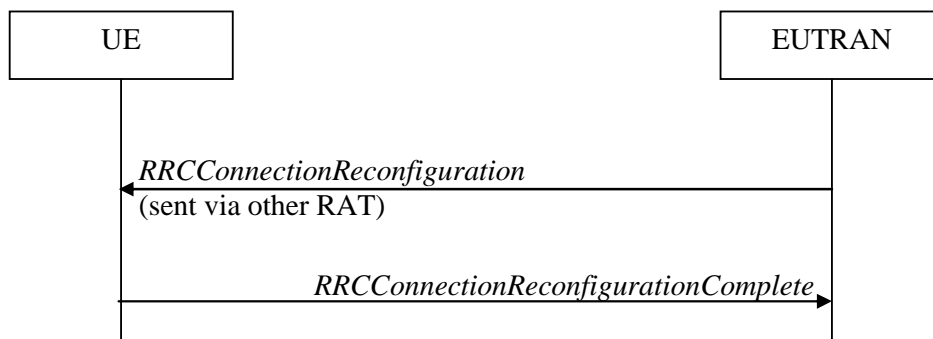 UE
EUTRAN
RRCConnectionReconfiguration
(sent via other RAT)
RRCConnectionReconfigurationComplete